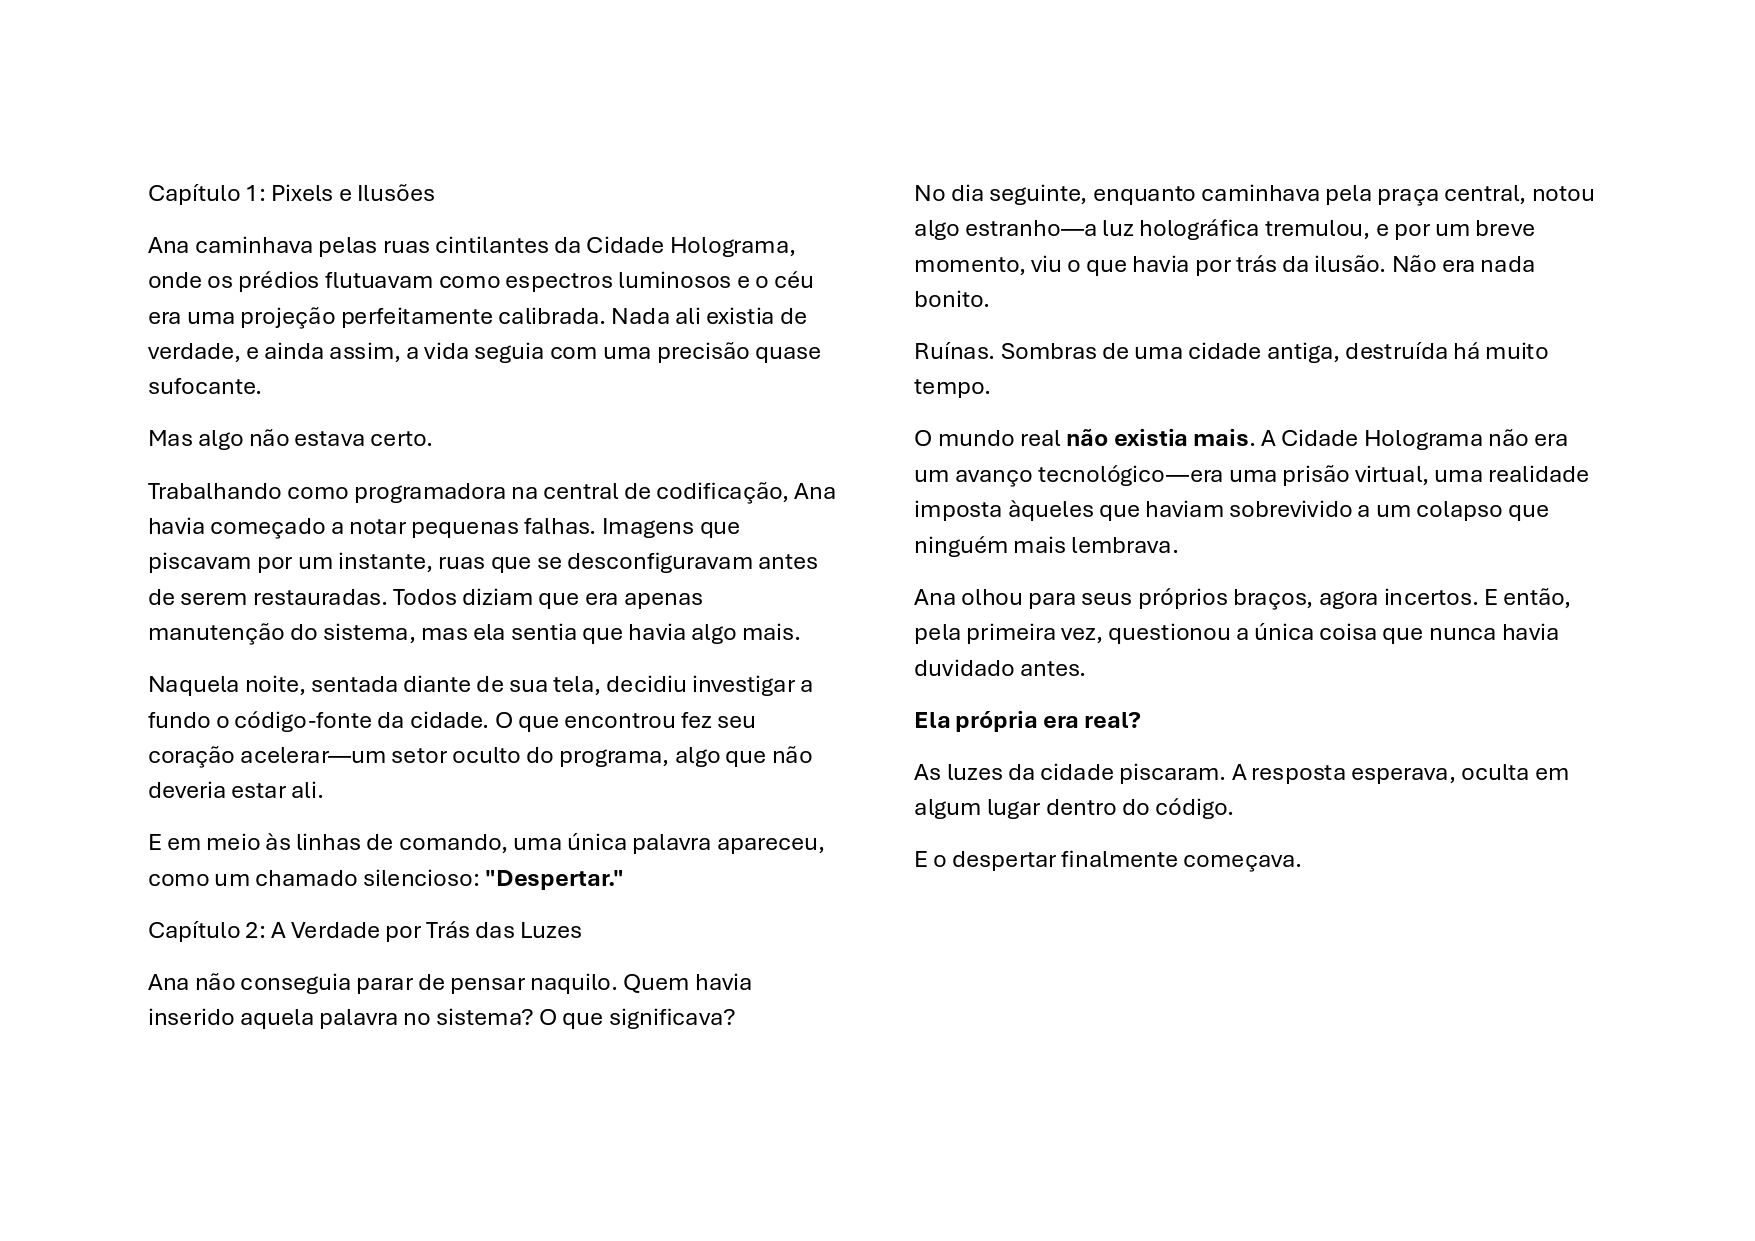 Capítulo 1: Pixels e Ilusões
Ana caminhava pelas ruas cintilantes da Cidade Holograma,
onde os prédios flutuavam como espectros luminosos e o céu
era uma projeção perfeitamente calibrada. Nada ali existia de
verdade, e ainda assim, a vida seguia com uma precisão quase
sufocante.
Mas algo não estava certo.
Trabalhando como programadora na central de codificação, Ana
havia começado a notar pequenas falhas. Imagens que
piscavam por um instante, ruas que se desconfiguravam antes
de serem restauradas. Todos diziam que era apenas
manutenção do sistema, mas ela sentia que havia algo mais.
Naquela noite, sentada diante de sua tela, decidiu investigar a
fundo o código-fonte da cidade. O que encontrou fez seu
coração acelerar—um setor oculto do programa, algo que não
deveria estar ali.
E em meio às linhas de comando, uma única palavra apareceu,
como um chamado silencioso: "Despertar."
Capítulo 2: A Verdade por Trás das Luzes
Ana não conseguia parar de pensar naquilo. Quem havia
inserido aquela palavra no sistema? O que significava?
No dia seguinte, enquanto caminhava pela praça central, notou
algo estranho—a luz holográfica tremulou, e por um breve
momento, viu o que havia por trás da ilusão. Não era nada
bonito.
Ruínas. Sombras de uma cidade antiga, destruída há muito
tempo.
O mundo real não existia mais. A Cidade Holograma não era
um avanço tecnológico—era uma prisão virtual, uma realidade
imposta àqueles que haviam sobrevivido a um colapso que
ninguém mais lembrava.
Ana olhou para seus próprios braços, agora incertos. E então,
pela primeira vez, questionou a única coisa que nunca havia
duvidado antes.
Ela própria era real?
As luzes da cidade piscaram. A resposta esperava, oculta em
algum lugar dentro do código.
E o despertar finalmente começava.